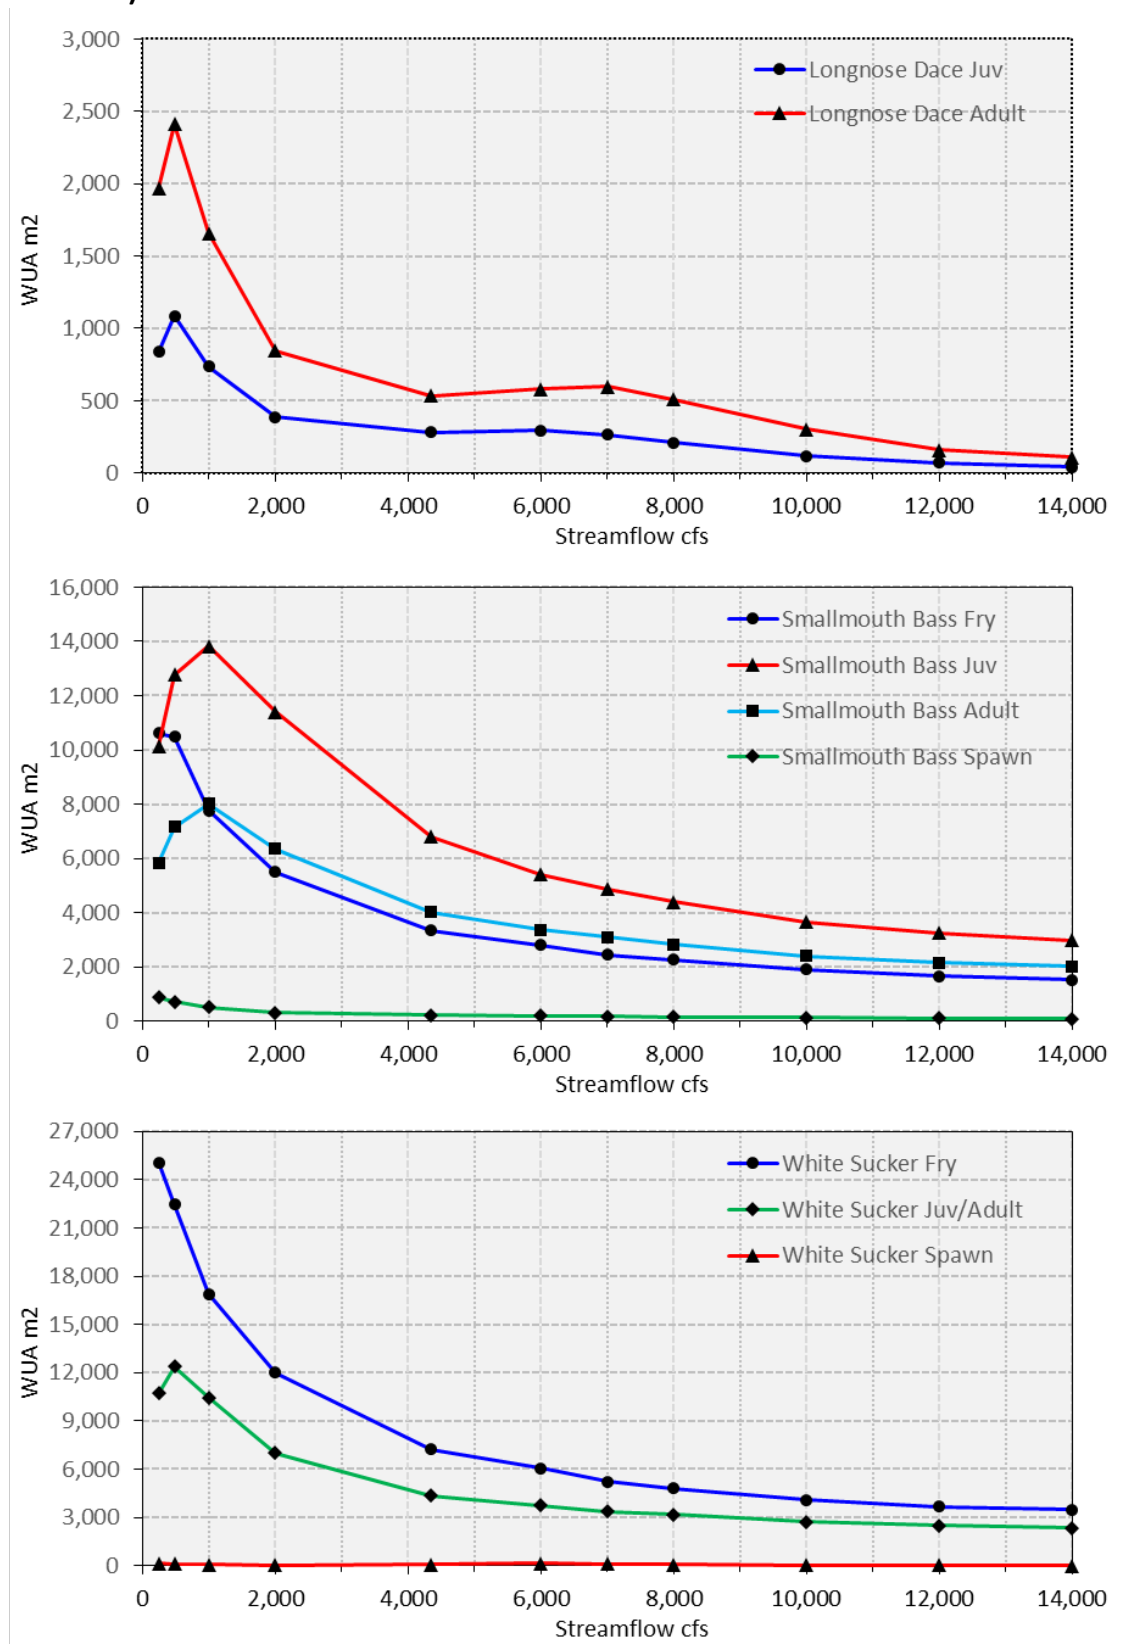 3,000
Longnose Dace Juv
Longnose Dace Adult
2,500
2,000
1,500
1,000
500
0
WUA m2
0 2,000 4,000 6,000 8,000 10,000 12,000 14,000
Streamflow cfs
16,000
Smallmouth Bass Fry
Smallmouth Bass Juv
Smallmouth Bass Adult
Smallmouth Bass Spawn
14,000
12,000
10,000
8,000
6,000
4,000
2,000
0
WUA m2
0 2,000 4,000 6,000 8,000 10,000 12,000 14,000
Streamflow cfs
27,000
White Sucker Fry
White Sucker Juv/Adult
White Sucker Spawn
24,000
21,000
18,000
15,000
12,000
9,000
6,000
3,000
0
WUA m2
0 2,000 4,000 6,000 8,000 10,000 12,000 14,000
Streamflow cfs